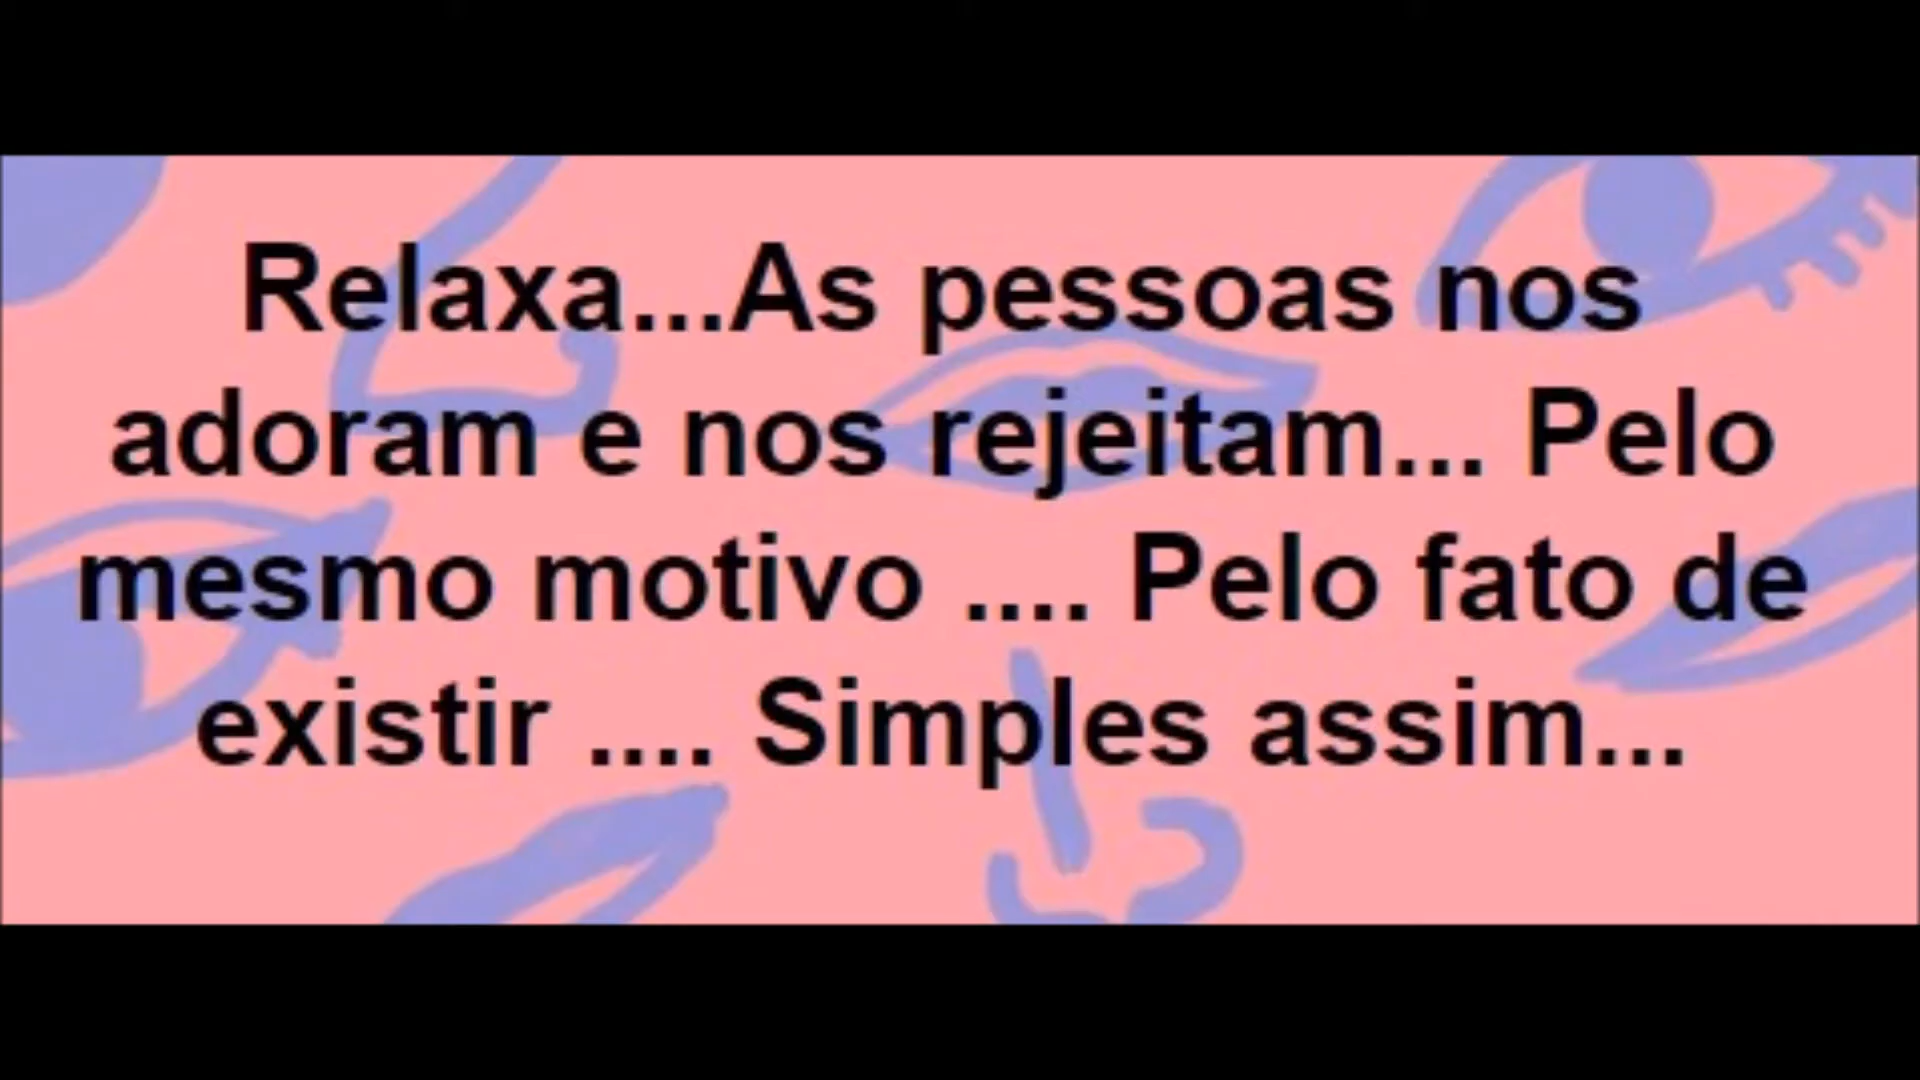 Relaxa...As pessoas nos
adoram e nos rejeitam... Pelo
mesmo motivo .... Pelo fato de
existir .... Simples assim...